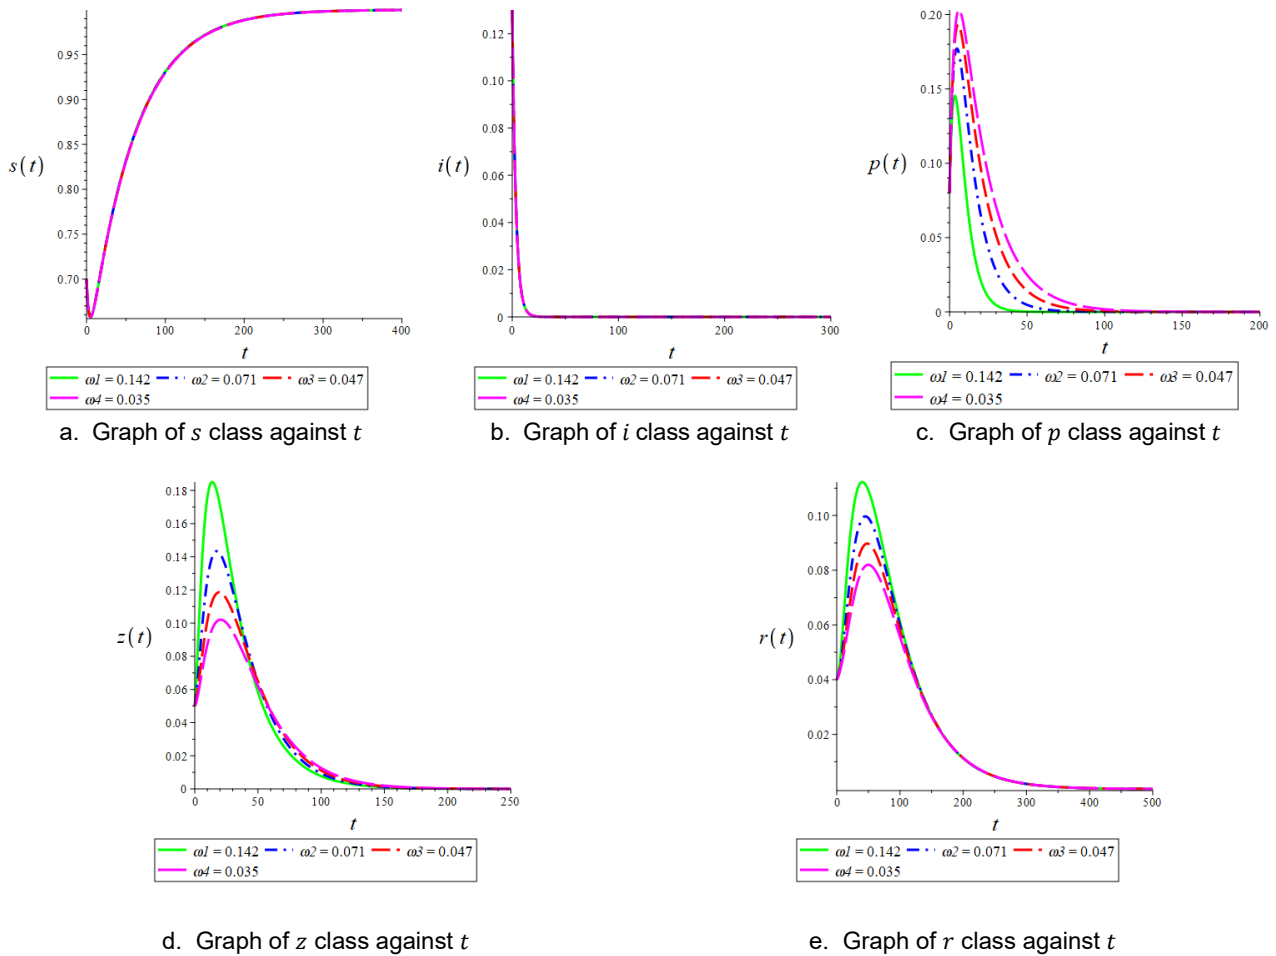 0.95
0.90
0.85
s(t)
0.80
0.75
0.70
0 100 200 300 400
t
ω1 = 0.142 ω2 = 0.071 ω3 = 0.047
ω4 = 0.035
a. Graph of s class against t
0.12
0.10
0.08
i(t)
0.06
0.04
0.02
0
0 100 200 300
t
ω1 = 0.142 ω2 = 0.071 ω3 = 0.047
ω4 = 0.035
b. Graph of i class against t
0.20
0.15
p(t)
0.10
0.05
0
0 50 100 150 200
t
ω1 = 0.142 ω2 = 0.071 ω3 = 0.047
ω4 = 0.035
c. Graph of p class against t
0.18
0.16
0.14
0.12
0.10
z(t)
0.08
0.06
0.04
0.02
0
0 50 100 150 200 250
t
ω1 = 0.142 ω2 = 0.071 ω3 = 0.047
ω4 = 0.035
d. Graph of z class against t
0.10
0.08
r(t)
0.06
0.04
0.02
0
0 100 200 300 400 500
t
ω1 = 0.142 ω2 = 0.071 ω3 = 0.047
ω4 = 0.035
e. Graph of r class against t